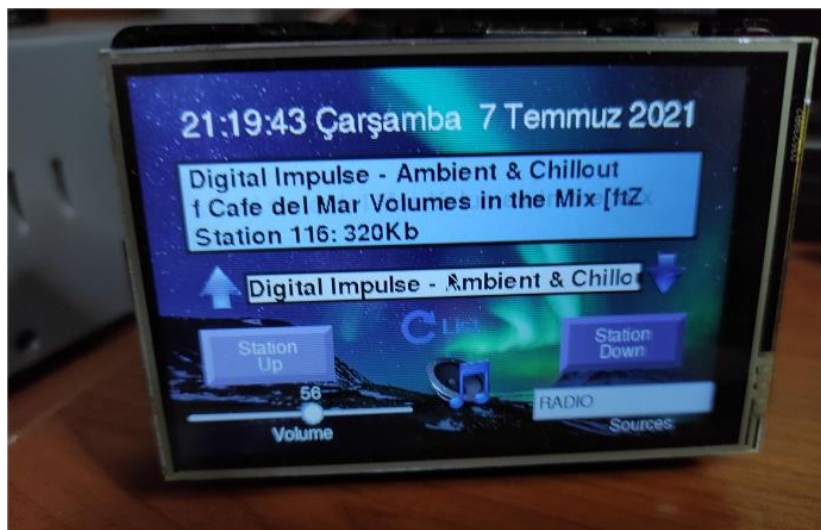 21:19:43 Çarşamba 7 Temmuz 2021
Digital Impulse - Ambient & Chillout
f Cafe del Mar Volumes in the Mix [ftZ
Station 116: 320Kb
Digital Impulse - Ambient & Chillo
List
Station
Up
Station
Down
56
Volume
RADIO
Sources